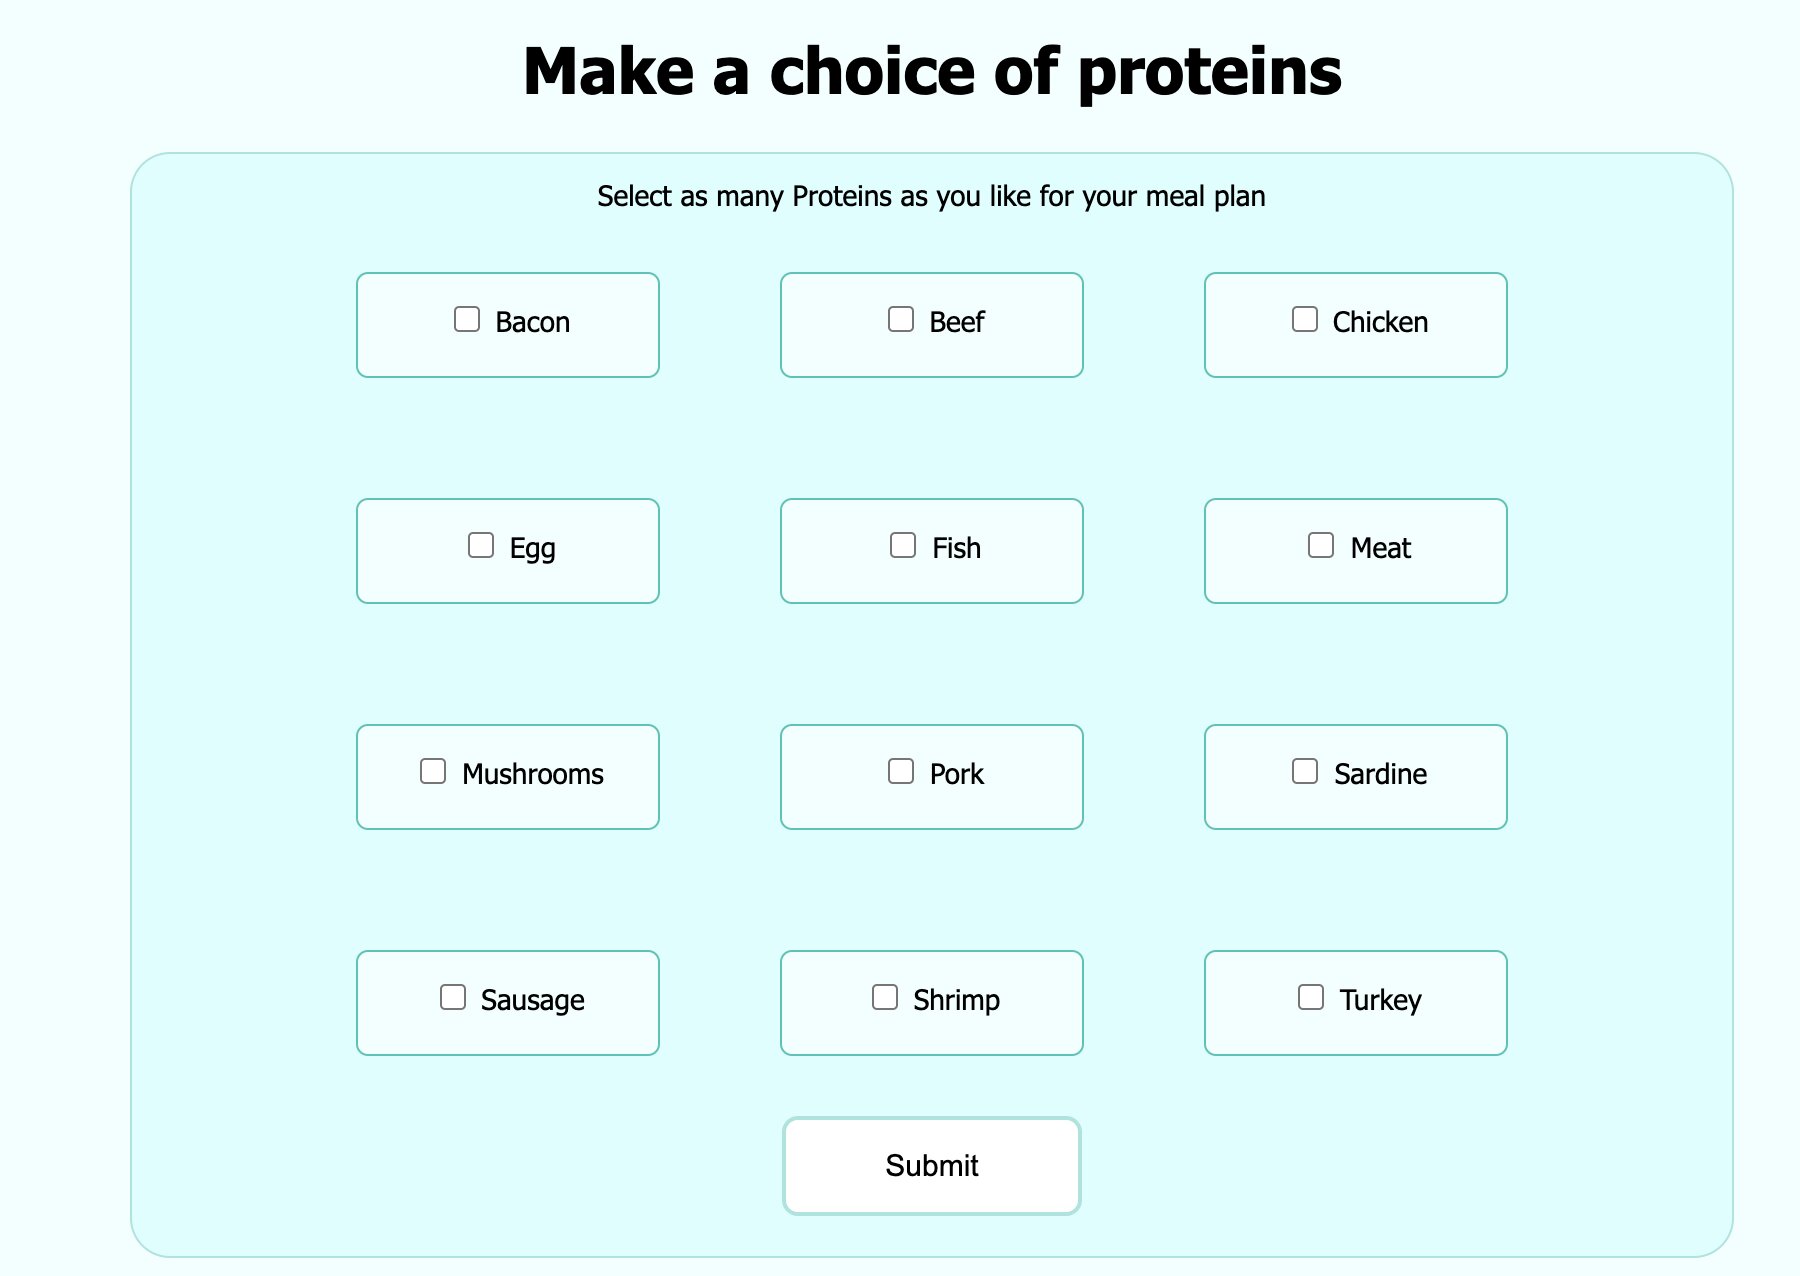 Make a choice of proteins
Select as many Proteins as you like for your meal plan
Bacon
Beef
Chicken
Egg
Fish
Meat
Mushrooms
Pork
Sardine
Sausage
Shrimp
Turkey
Submit